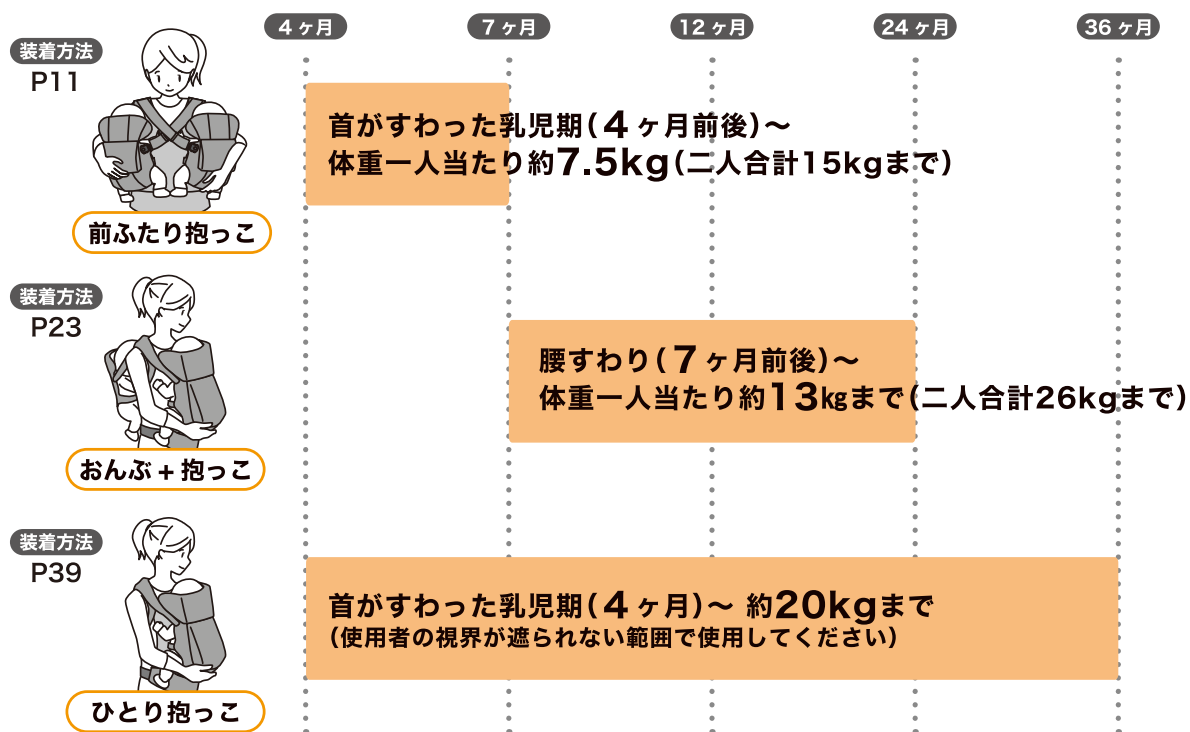 4ヶ月 7ヶ月 12ヶ月 24ヶ月 36ヶ月
装着方法
P11
首がすわった乳児期(4ヶ月前後)～
体重一人当たり約7.5kg(二人合計15kgまで)
前ふたり抱っこ
装着方法
P23
腰すわり(7ヶ月前後)～
体重一人当たり約13㎏まで(二人合計26kgまで)
おんぶ+抱っこ
装着方法
P39
首がすわった乳児期(4ヶ月)～ 約20kgまで
(使用者の視界が遮られない範囲で使用してください)
ひとり抱っこ